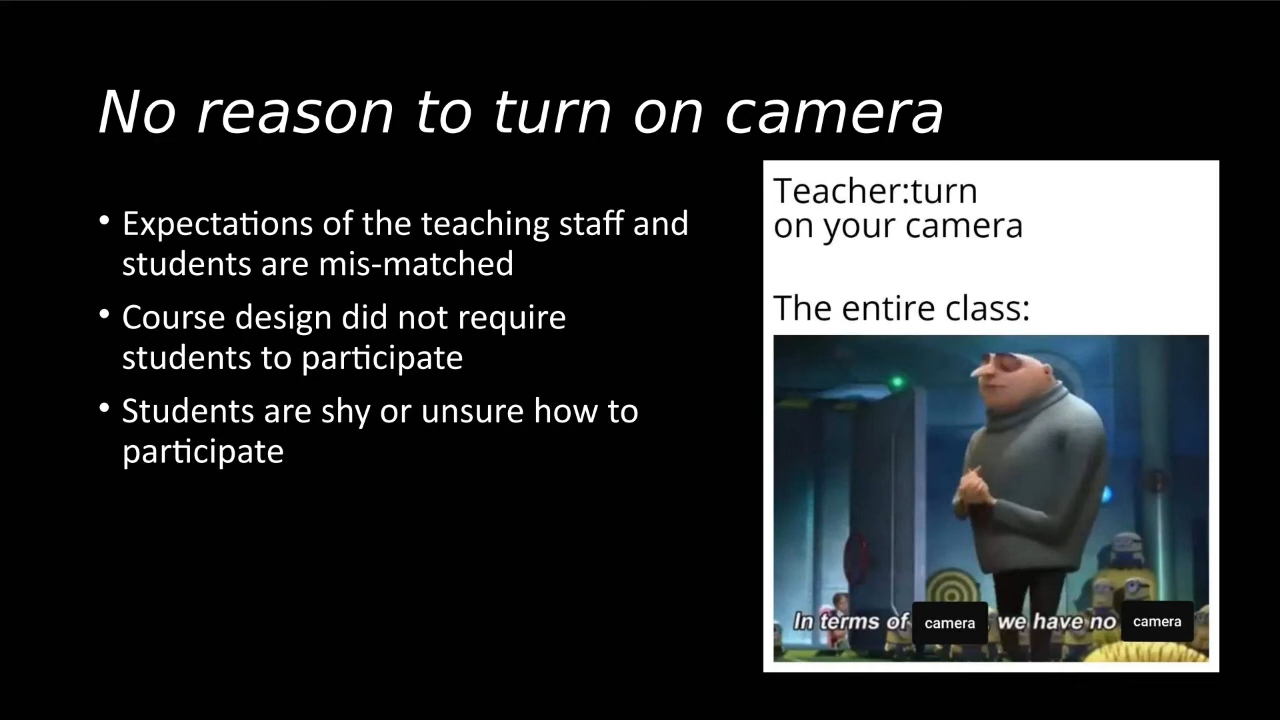 No reason to turn on camera
• Expectations of the teaching staff and
students are mis-matched
• Course design did not require
students to participate
• Students are shy or unsure how to
participate
Teacher:turn
on your camera
The entire class:
In terms of camera we have no camera